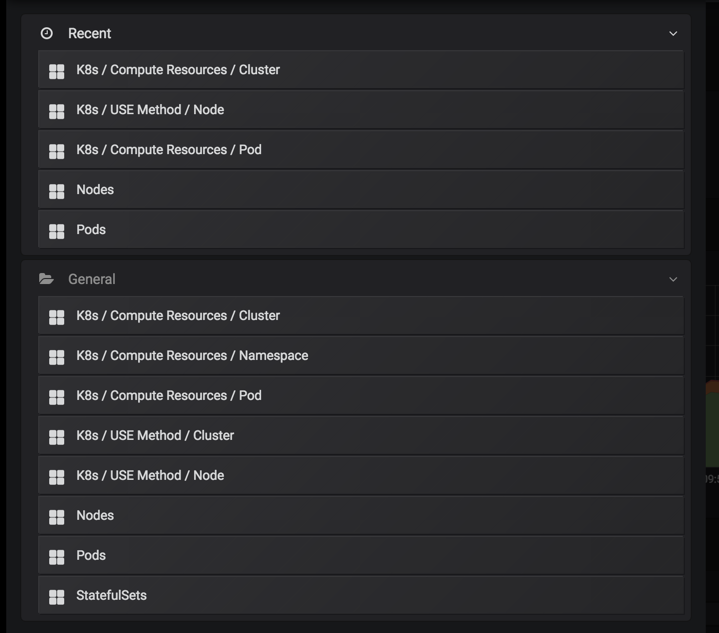 Recent
K8s / Compute Resources / Cluster
K8s / USE Method / Node
K8s / Compute Resources / Pod
Nodes
Pods
General
K8s / Compute Resources / Cluster
K8s / Compute Resources / Namespace
K8s / Compute Resources / Pod
K8s / USE Method / Cluster
K8s / USE Method / Node
Nodes
Pods
StatefulSets